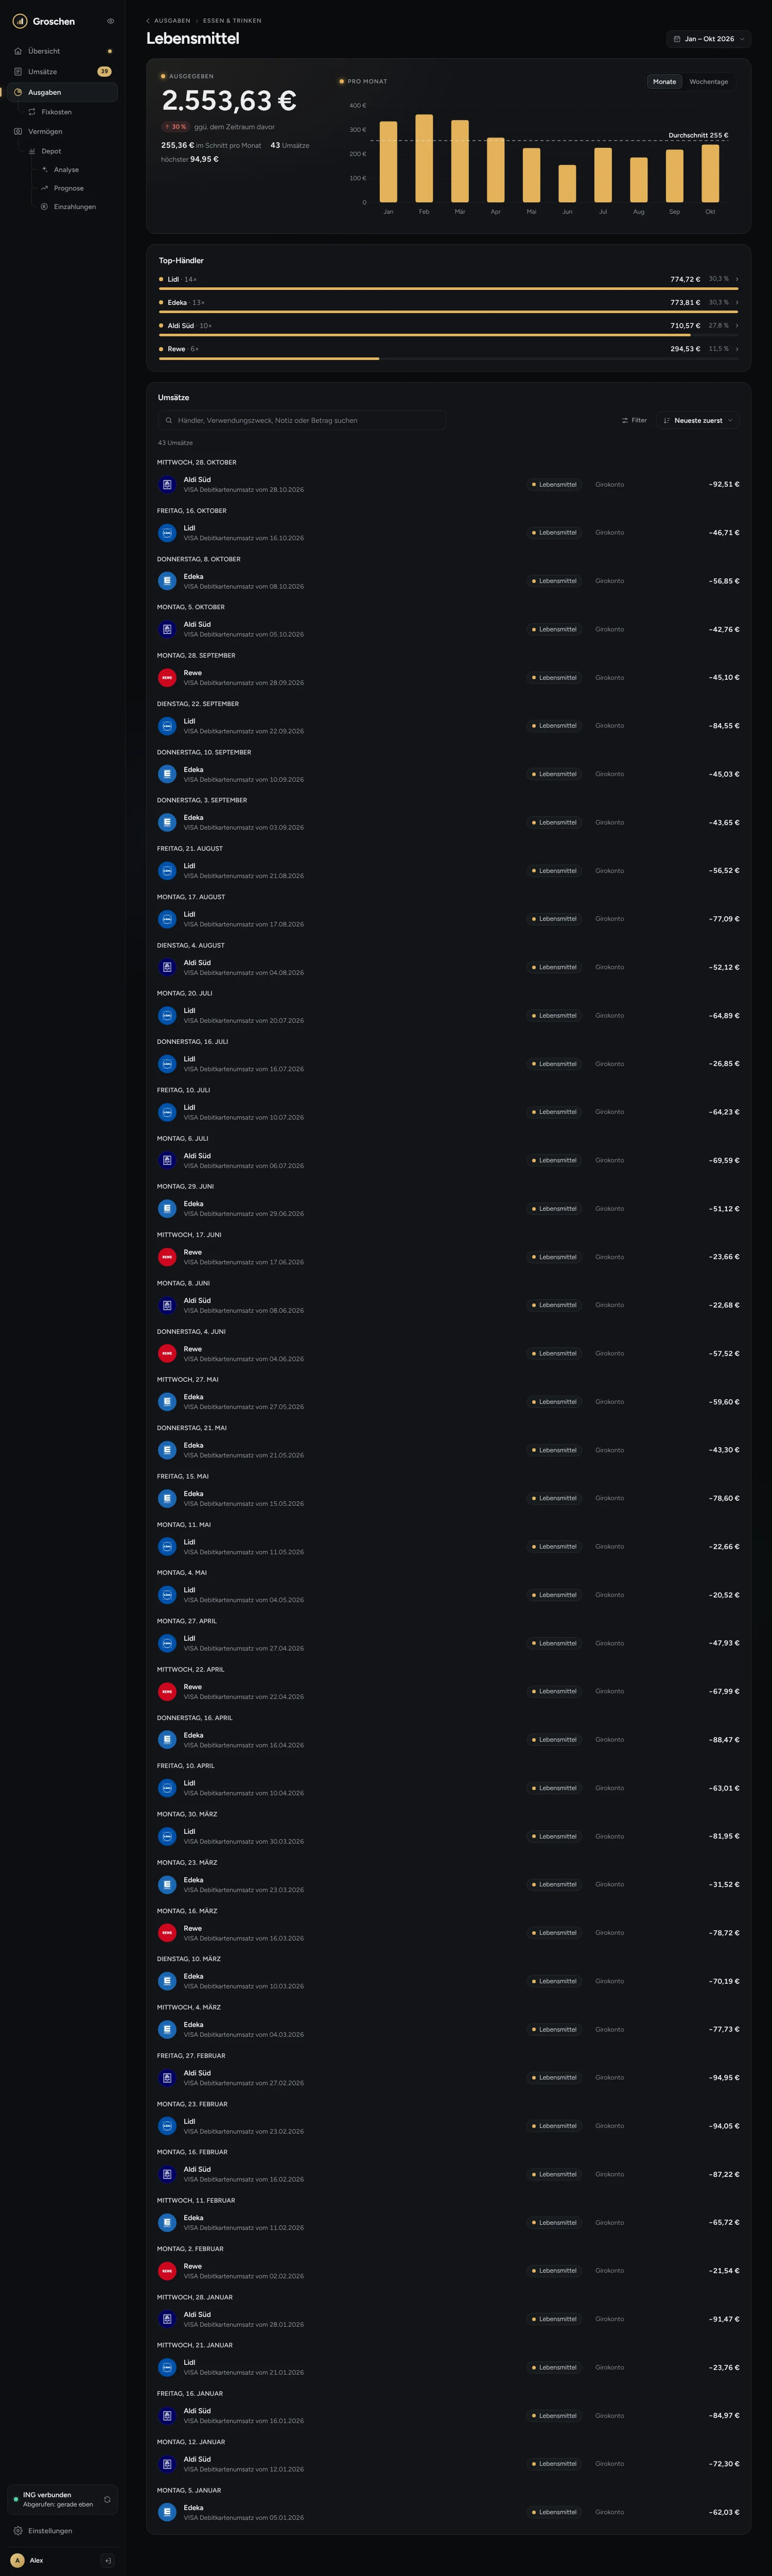 Groschen
Übersicht
Umsätze 39
Ausgaben
Fixkosten
Vermögen
Depot
Analyse
Prognose
Einzahlungen
AUSGABEN › ESSEN & TRINKEN
Lebensmittel
Jan – Okt 2026
AUSGEGEBEN
2.553,63 €
↑ 30 % ggü. dem Zeitraum davor
255,36 € im Schnitt pro Monat 43 Umsätze
höchster 94,95 €
PRO MONAT
Monate Wochentage
400 €
300 €
200 €
100 €
0
Durchschnitt 255 €
Jan Feb Mär Apr Mai Jun Jul Aug Sep Okt
Top-Händler
Lidl · 14× 774,72 € 30,3 %
Edeka · 13× 773,81 € 30,3 %
Aldi Süd · 10× 710,57 € 27,8 %
Rewe · 6× 294,53 € 11,5 %
Umsätze
Händler, Verwendungszweck, Notiz oder Betrag suchen
Filter
Neueste zuerst
43 Umsätze
MITTWOCH, 28. OKTOBER
Aldi Süd
VISA Debitkartenumsatz vom 28.10.2026
Lebensmittel Girokonto −92,51 €
FREITAG, 16. OKTOBER
Lidl
VISA Debitkartenumsatz vom 16.10.2026
Lebensmittel Girokonto −46,71 €
DONNERSTAG, 8. OKTOBER
Edeka
VISA Debitkartenumsatz vom 08.10.2026
Lebensmittel Girokonto −56,85 €
MONTAG, 5. OKTOBER
Aldi Süd
VISA Debitkartenumsatz vom 05.10.2026
Lebensmittel Girokonto −42,76 €
MONTAG, 28. SEPTEMBER
REWE
Rewe
VISA Debitkartenumsatz vom 28.09.2026
Lebensmittel Girokonto −45,10 €
DIENSTAG, 22. SEPTEMBER
Lidl
VISA Debitkartenumsatz vom 22.09.2026
Lebensmittel Girokonto −84,55 €
DONNERSTAG, 10. SEPTEMBER
Edeka
VISA Debitkartenumsatz vom 10.09.2026
Lebensmittel Girokonto −45,03 €
DONNERSTAG, 3. SEPTEMBER
Edeka
VISA Debitkartenumsatz vom 03.09.2026
Lebensmittel Girokonto −43,65 €
FREITAG, 21. AUGUST
Lidl
VISA Debitkartenumsatz vom 21.08.2026
Lebensmittel Girokonto −56,52 €
MONTAG, 17. AUGUST
Lidl
VISA Debitkartenumsatz vom 17.08.2026
Lebensmittel Girokonto −77,09 €
DIENSTAG, 4. AUGUST
Aldi Süd
VISA Debitkartenumsatz vom 04.08.2026
Lebensmittel Girokonto −52,12 €
MONTAG, 20. JULI
Lidl
VISA Debitkartenumsatz vom 20.07.2026
Lebensmittel Girokonto −64,89 €
DONNERSTAG, 16. JULI
Lidl
VISA Debitkartenumsatz vom 16.07.2026
Lebensmittel Girokonto −26,85 €
FREITAG, 10. JULI
Lidl
VISA Debitkartenumsatz vom 10.07.2026
Lebensmittel Girokonto −64,23 €
MONTAG, 6. JULI
Aldi Süd
VISA Debitkartenumsatz vom 06.07.2026
Lebensmittel Girokonto −69,59 €
MONTAG, 29. JUNI
Edeka
VISA Debitkartenumsatz vom 29.06.2026
Lebensmittel Girokonto −51,12 €
MITTWOCH, 17. JUNI
REWE
Rewe
VISA Debitkartenumsatz vom 17.06.2026
Lebensmittel Girokonto −23,66 €
MONTAG, 8. JUNI
Aldi Süd
VISA Debitkartenumsatz vom 08.06.2026
Lebensmittel Girokonto −22,68 €
DONNERSTAG, 4. JUNI
REWE
Rewe
VISA Debitkartenumsatz vom 04.06.2026
Lebensmittel Girokonto −57,52 €
MITTWOCH, 27. MAI
Edeka
VISA Debitkartenumsatz vom 27.05.2026
Lebensmittel Girokonto −59,60 €
DONNERSTAG, 21. MAI
Edeka
VISA Debitkartenumsatz vom 21.05.2026
Lebensmittel Girokonto −43,30 €
FREITAG, 15. MAI
Edeka
VISA Debitkartenumsatz vom 15.05.2026
Lebensmittel Girokonto −78,60 €
MONTAG, 11. MAI
Lidl
VISA Debitkartenumsatz vom 11.05.2026
Lebensmittel Girokonto −22,66 €
MONTAG, 4. MAI
Lidl
VISA Debitkartenumsatz vom 04.05.2026
Lebensmittel Girokonto −20,52 €
MONTAG, 27. APRIL
Lidl
VISA Debitkartenumsatz vom 27.04.2026
Lebensmittel Girokonto −47,93 €
MITTWOCH, 22. APRIL
REWE
Rewe
VISA Debitkartenumsatz vom 22.04.2026
Lebensmittel Girokonto −67,99 €
DONNERSTAG, 16. APRIL
Edeka
VISA Debitkartenumsatz vom 16.04.2026
Lebensmittel Girokonto −88,47 €
FREITAG, 10. APRIL
Lidl
VISA Debitkartenumsatz vom 10.04.2026
Lebensmittel Girokonto −63,01 €
MONTAG, 30. MÄRZ
Lidl
VISA Debitkartenumsatz vom 30.03.2026
Lebensmittel Girokonto −81,95 €
MONTAG, 23. MÄRZ
Edeka
VISA Debitkartenumsatz vom 23.03.2026
Lebensmittel Girokonto −31,52 €
MONTAG, 16. MÄRZ
REWE
Rewe
VISA Debitkartenumsatz vom 16.03.2026
Lebensmittel Girokonto −78,72 €
DIENSTAG, 10. MÄRZ
Edeka
VISA Debitkartenumsatz vom 10.03.2026
Lebensmittel Girokonto −70,19 €
MITTWOCH, 4. MÄRZ
Edeka
VISA Debitkartenumsatz vom 04.03.2026
Lebensmittel Girokonto −77,73 €
FREITAG, 27. FEBRUAR
Aldi Süd
VISA Debitkartenumsatz vom 27.02.2026
Lebensmittel Girokonto −94,95 €
MONTAG, 23. FEBRUAR
Lidl
VISA Debitkartenumsatz vom 23.02.2026
Lebensmittel Girokonto −94,05 €
MONTAG, 16. FEBRUAR
Aldi Süd
VISA Debitkartenumsatz vom 16.02.2026
Lebensmittel Girokonto −87,22 €
MITTWOCH, 11. FEBRUAR
Edeka
VISA Debitkartenumsatz vom 11.02.2026
Lebensmittel Girokonto −65,72 €
MONTAG, 2. FEBRUAR
REWE
Rewe
VISA Debitkartenumsatz vom 02.02.2026
Lebensmittel Girokonto −21,54 €
MITTWOCH, 28. JANUAR
Aldi Süd
VISA Debitkartenumsatz vom 28.01.2026
Lebensmittel Girokonto −91,47 €
MITTWOCH, 21. JANUAR
Lidl
VISA Debitkartenumsatz vom 21.01.2026
Lebensmittel Girokonto −23,76 €
FREITAG, 16. JANUAR
Aldi Süd
VISA Debitkartenumsatz vom 16.01.2026
Lebensmittel Girokonto −84,97 €
MONTAG, 12. JANUAR
Aldi Süd
VISA Debitkartenumsatz vom 12.01.2026
Lebensmittel Girokonto −72,30 €
MONTAG, 5. JANUAR
Edeka
VISA Debitkartenumsatz vom 05.01.2026
Lebensmittel Girokonto −62,03 €
ING verbunden
Abgerufen: gerade eben
Einstellungen
A Alex